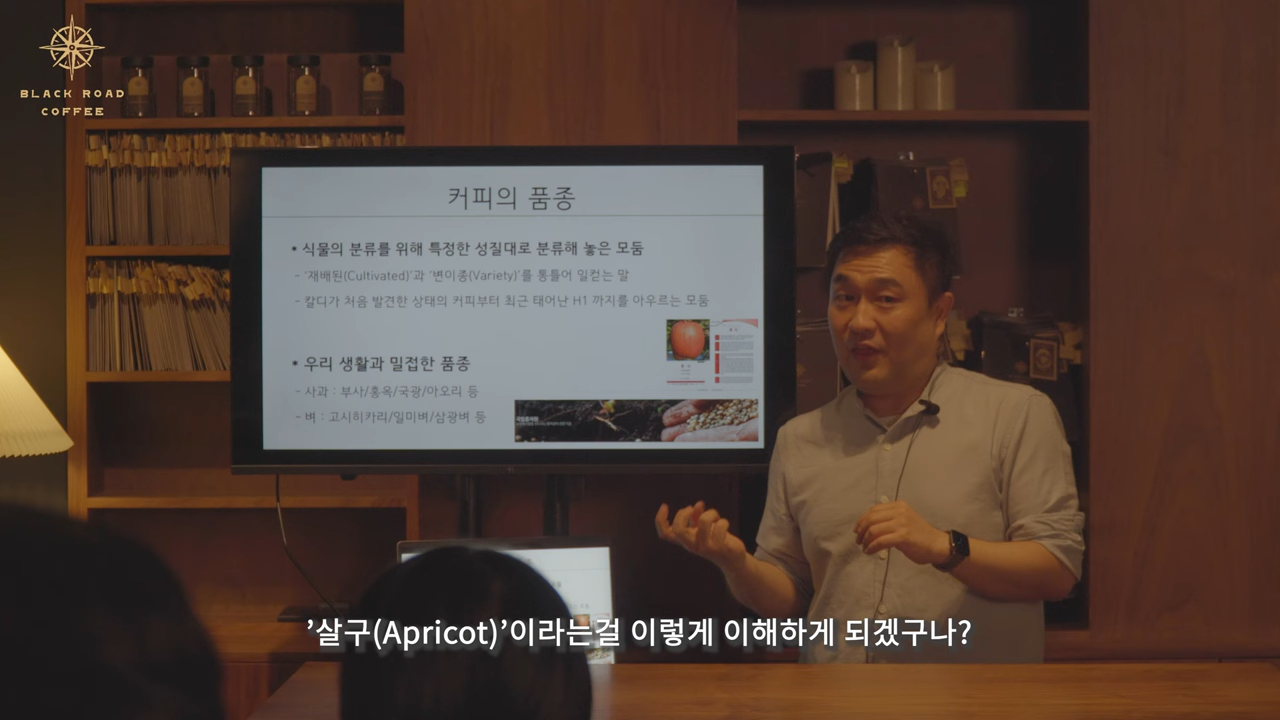 BLACK ROAD
COFFEE
커피의 품종
• 식물의 분류를 위해 특정한 성질대로 분류해 놓은 모둠
- '재배된(Cultivated)'과 '변이종(Variety)'를 통틀어 일컫는 말
- 칼디가 처음 발견한 상태의 커피부터 최근 태어난 H1 까지를 아우르는 모둠
• 우리 생활과 밀접한 품종
- 사과 : 부사/홍옥/국광/아오리 등
- 벼 : 고시히카리/일미벼/삼광벼 등
’살구(Apricot)’이라는걸 이렇게 이해하게 되겠구나?